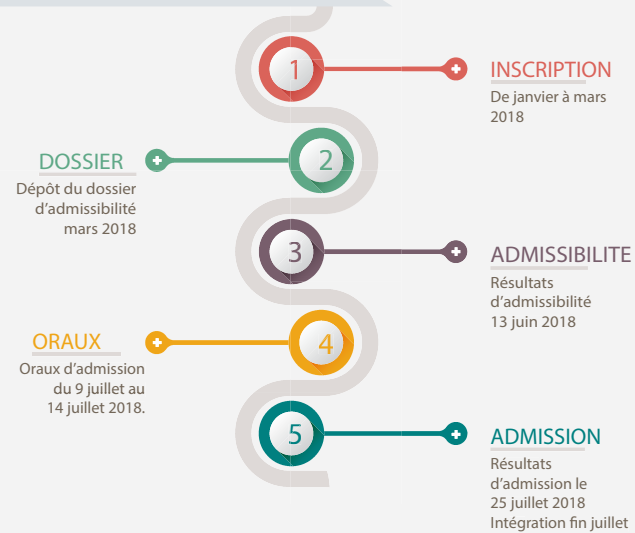 1
INSCRIPTION
De janvier à mars
2018
2
DOSSIER
Dépôt du dossier
d'admissibilité
mars 2018
3
ADMISSIBILITE
Résultats
d'admissibilité
13 juin 2018
4
ORAUX
Oraux d'admission
du 9 juillet au
14 juillet 2018.
5
ADMISSION
Résultats
d'admission le
25 juillet 2018
Intégration fin juillet